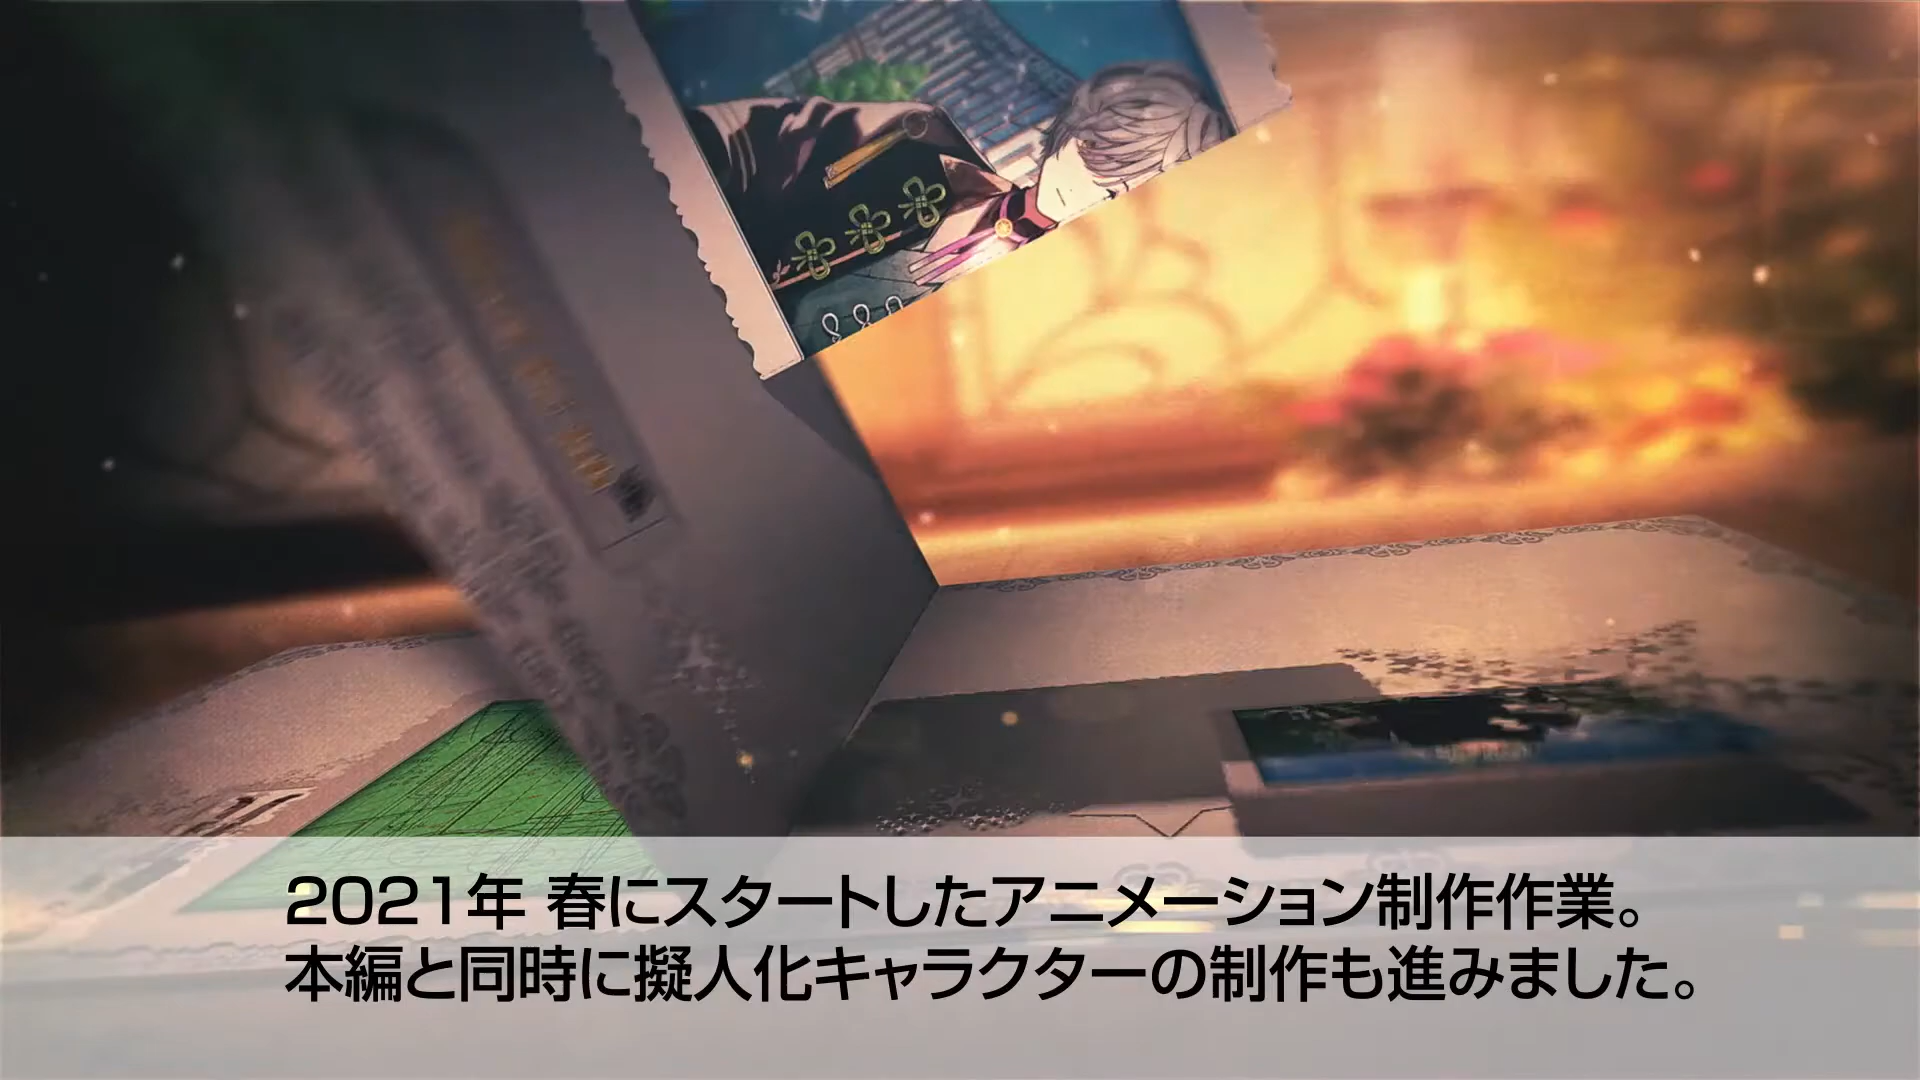 2021年 春にスタートしたアニメーション制作作業。
本編と同時に擬人化キャラクターの制作も進みました。